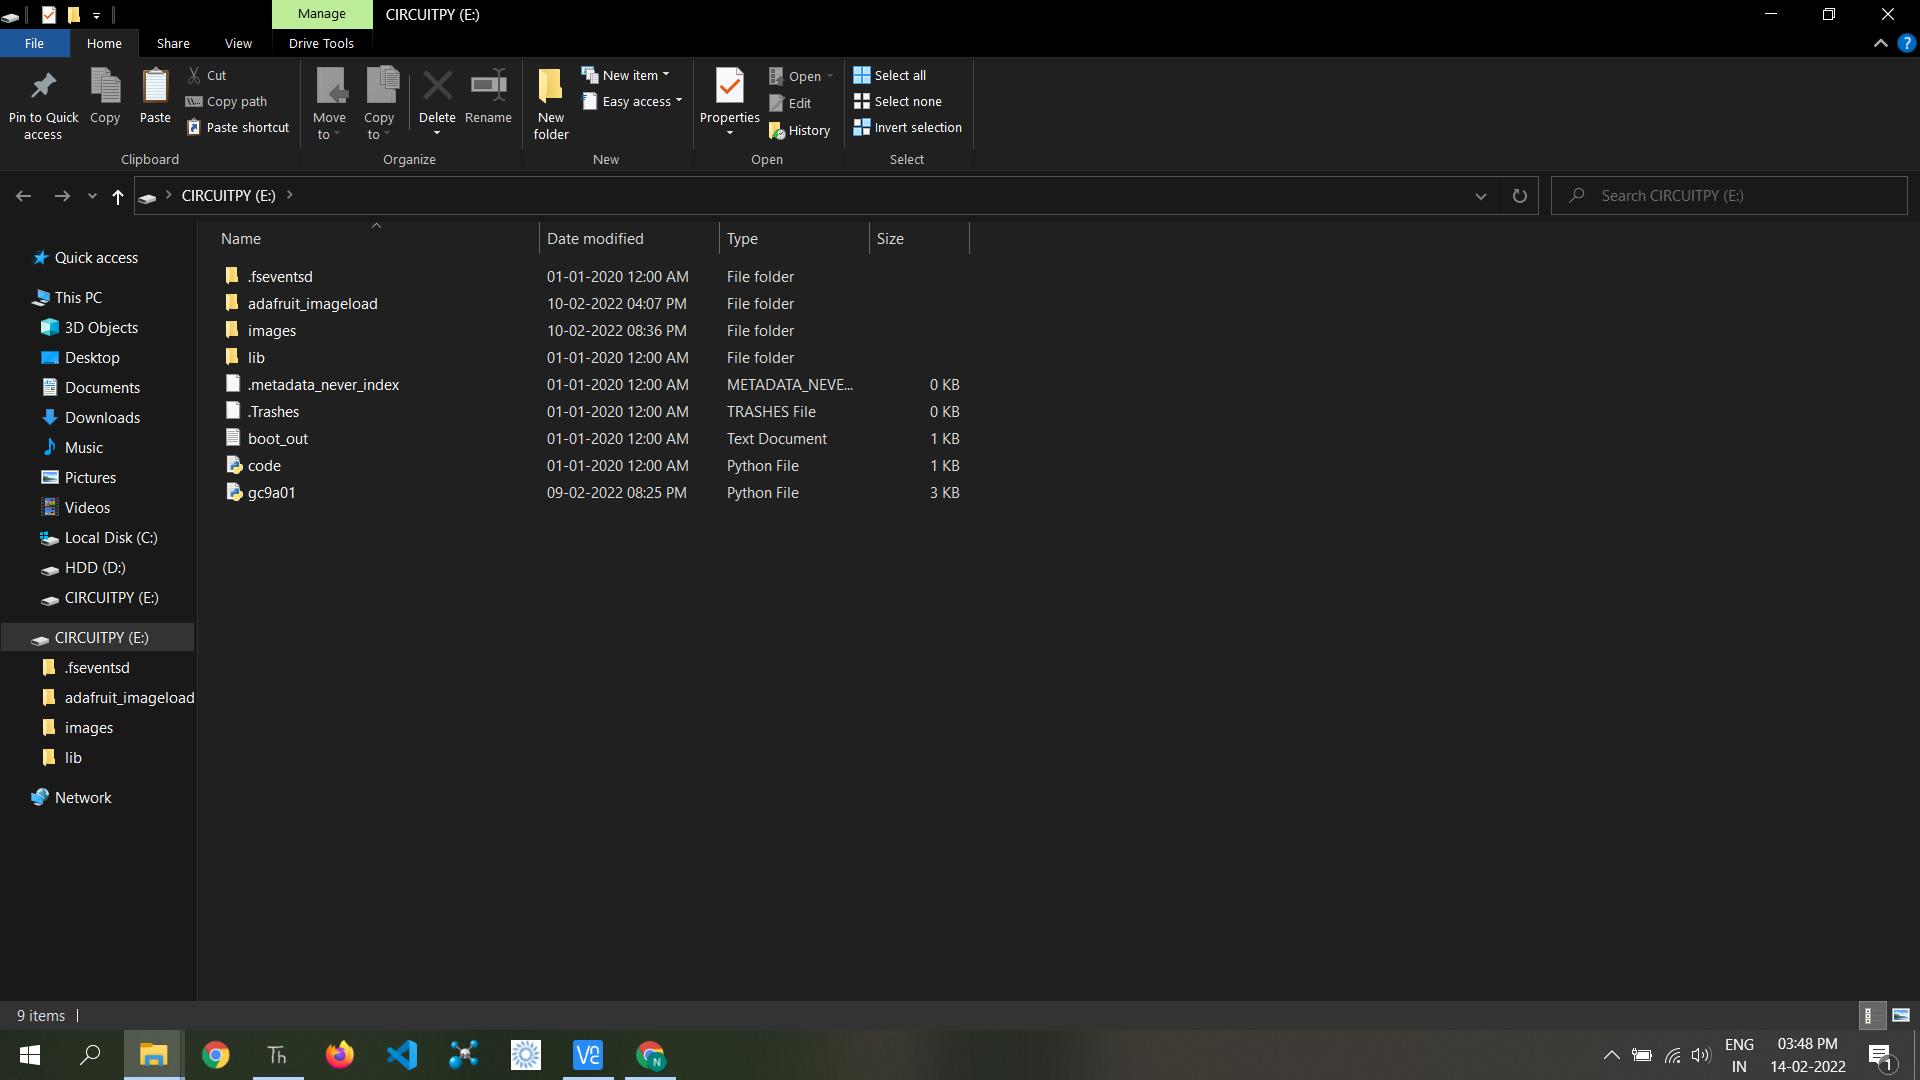 Manage
CIRCUITPY (E:)
File
Home
Share
View
Drive Tools
Pin to Quick access
Copy
Paste
Cut
Copy path
Paste shortcut
Clipboard
Move to
Copy to
Delete
Rename
Organize
New folder
New item
Easy access
New
Properties
Open
Edit
History
Open
Select all
Select none
Invert selection
Select
CIRCUITPY (E:)
Search CIRCUITPY (E:)
Name Date modified Type Size
.fseventsd 01-01-2020 12:00 AM File folder
adafruit_imageload 10-02-2022 04:07 PM File folder
images 10-02-2022 08:36 PM File folder
lib 01-01-2020 12:00 AM File folder
.metadata_never_index 01-01-2020 12:00 AM METADATA_NEVE... 0 KB
.Trashes 01-01-2020 12:00 AM TRASHES File 0 KB
boot_out 01-01-2020 12:00 AM Text Document 1 KB
code 01-01-2020 12:00 AM Python File 1 KB
gc9a01 09-02-2022 08:25 PM Python File 3 KB
Quick access
This PC
3D Objects
Desktop
Documents
Downloads
Music
Pictures
Videos
Local Disk (C:)
HDD (D:)
CIRCUITPY (E:)
CIRCUITPY (E:)
.fseventsd
adafruit_imageload
images
lib
Network
9 items
Th
VC
N
ENG
IN
03:48 PM
14-02-2022
1